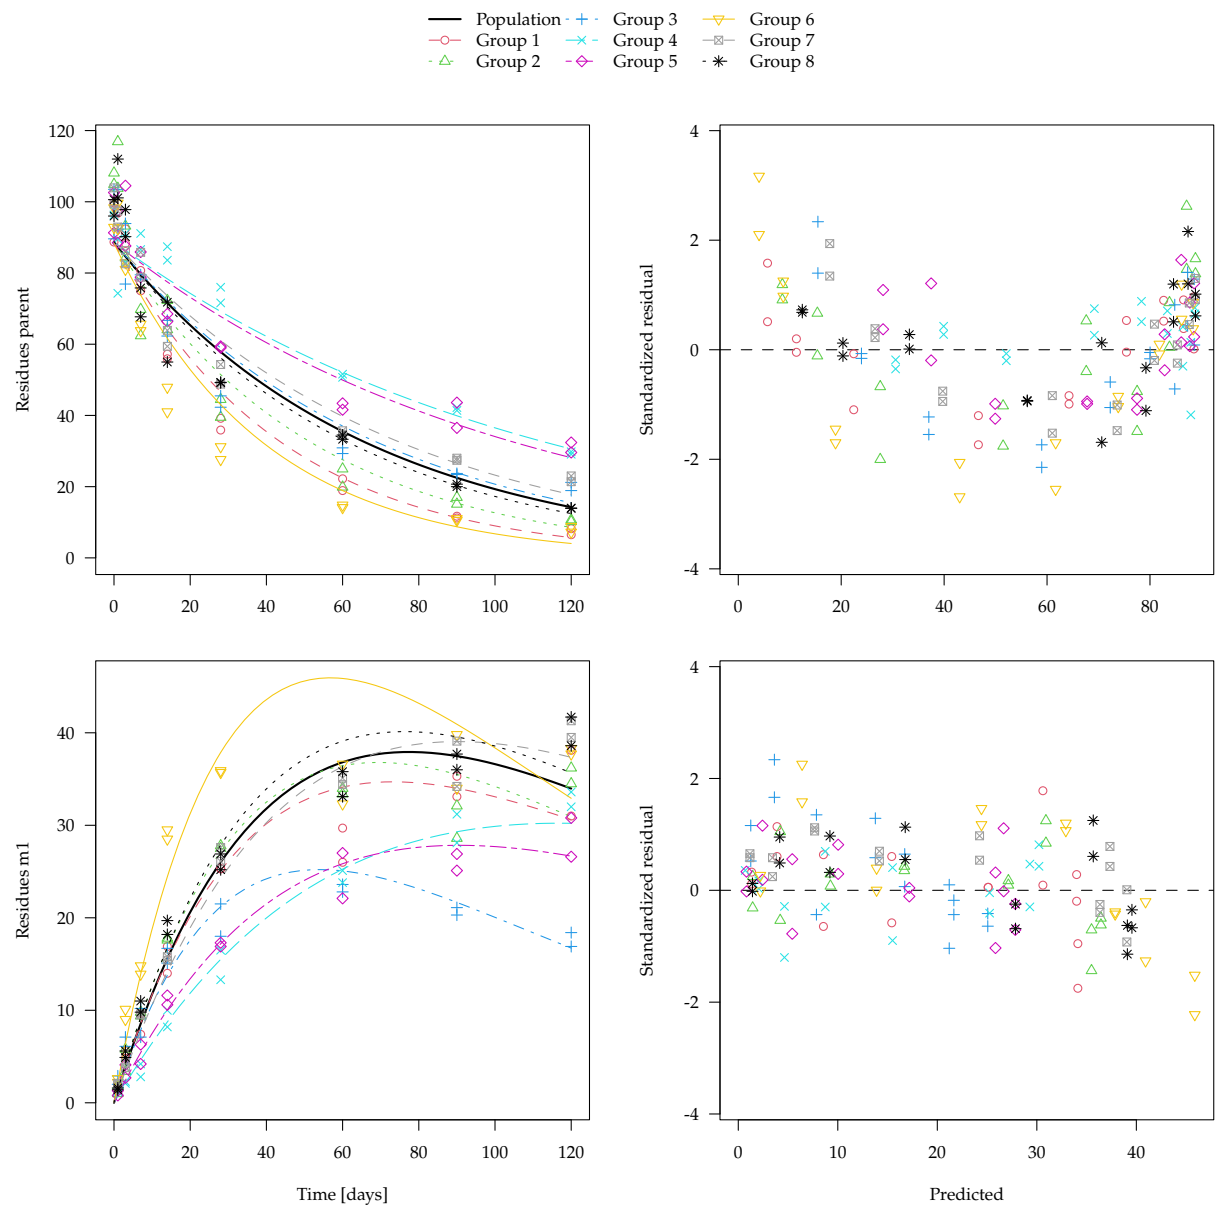 Population Group 3 Group 6
Group 1 Group 4 Group 7
Group 2 Group 5 Group 8
Residues parent
120
100
80
60
40
20
0
0 20 40 60 80 100 120
Standardized residual
4
2
0
-2
-4
0 20 40 60 80
Residues m1
40
30
20
10
0
0 20 40 60 80 100 120
Time [days]
Standardized residual
4
2
0
-2
-4
0 10 20 30 40
Predicted